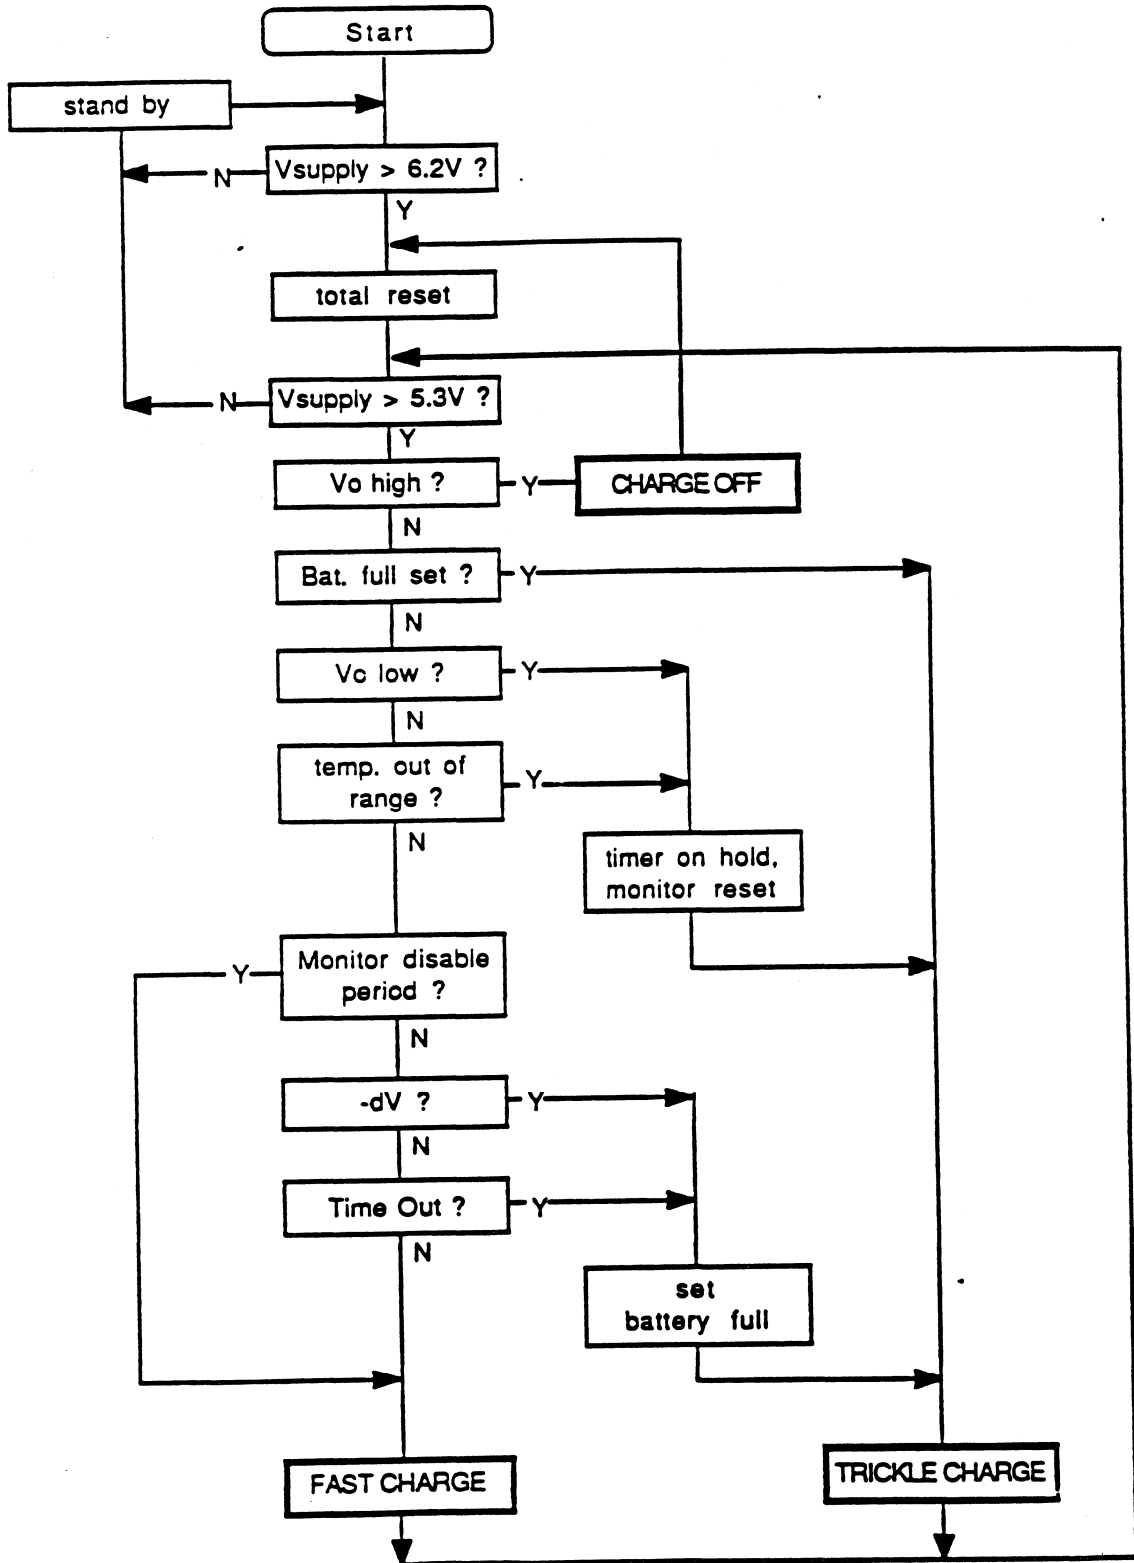 Start
stand by
N
Vsupply > 6.2V ?
Y
total reset
N
Vsupply > 5.3V ?
Y
Vo high ?
Y
CHARGE OFF
N
Bat. full set ?
Y
N
Vc low ?
Y
N
temp. out of
range ?
Y
N
timer on hold,
monitor reset
Y
Monitor disable
period ?
N
-dV ?
Y
N
Time Out ?
Y
N
set
battery full
FAST CHARGE
TRICKLE CHARGE